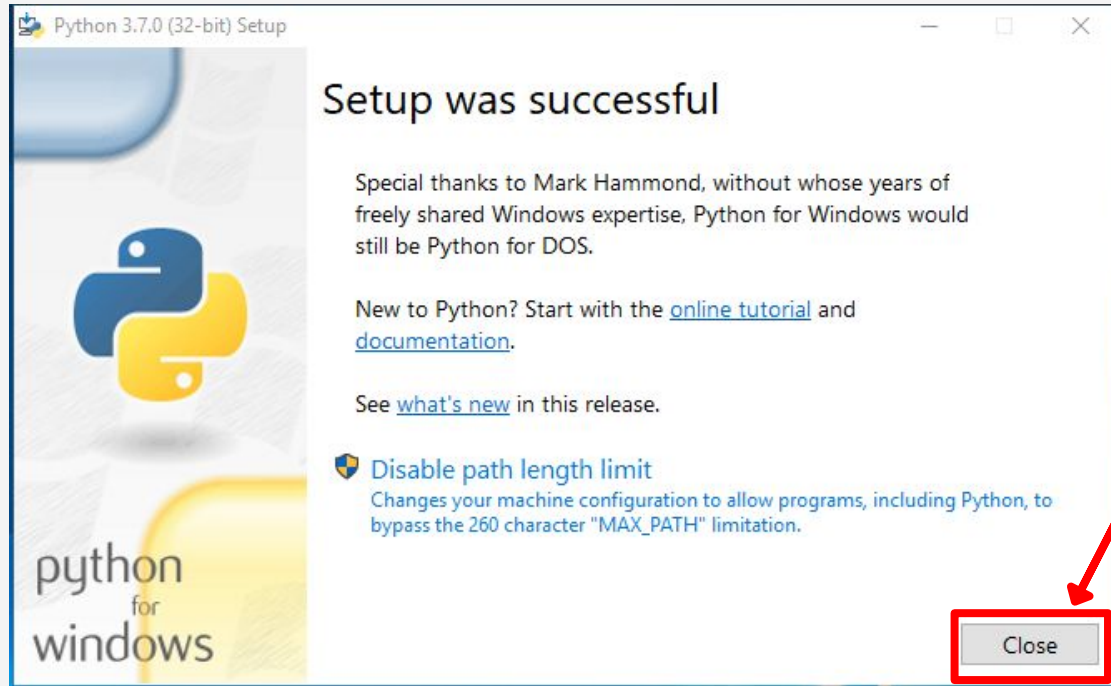 Python 3.7.0 (32-bit) Setup
Setup was successful
Special thanks to Mark Hammond, without whose years of
freely shared Windows expertise, Python for Windows would
still be Python for DOS.
New to Python? Start with the online tutorial and
documentation.
See what's new in this release.
Disable path length limit
Changes your machine configuration to allow programs, including Python, to
bypass the 260 character "MAX_PATH" limitation.
python
for
windows
Close